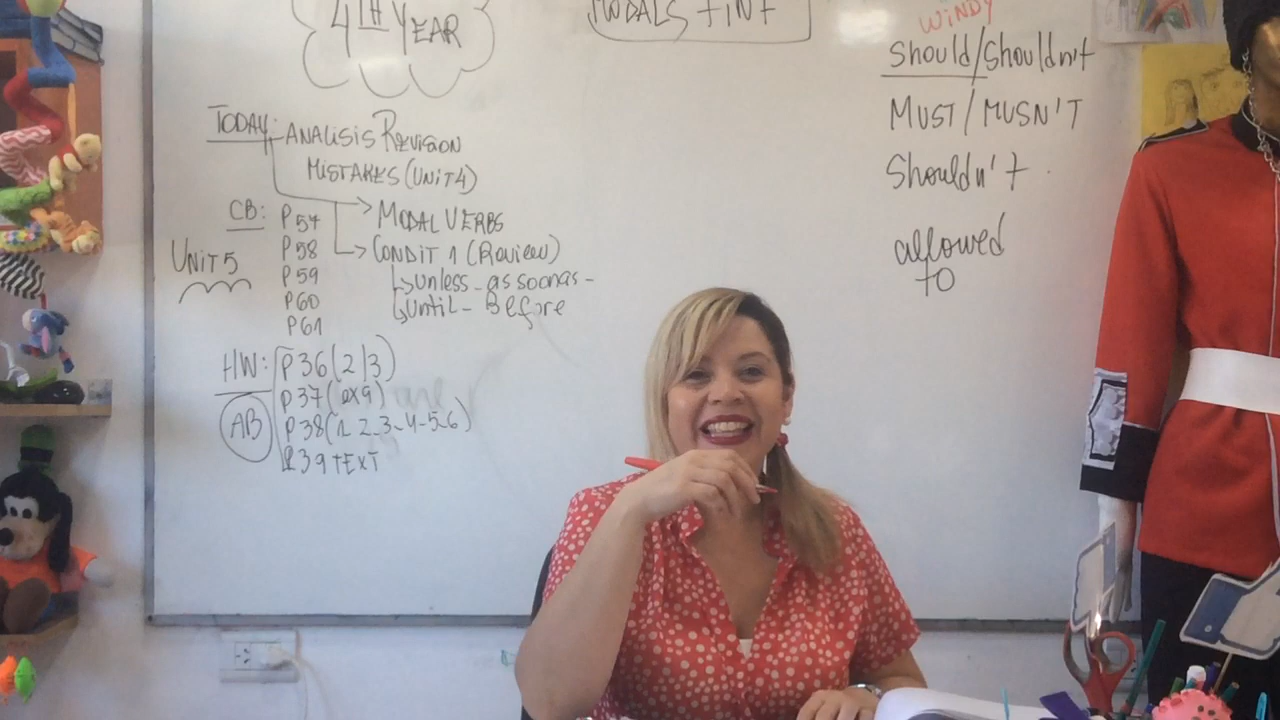 4TH YEAR
MODALS + INF
WINDY
should/shouldn't
MUST/MUSN'T
Shouldn't
allowed
to
TODAY: - ANALISIS REVISION
MISTAKES (UNIT 4)
MODAL VERBS
CONDIT 1 (Review)
unless - as soon as -
until - Before
CB: P57
P58
P59
P60
P61
UNIT 5
HW: P36 (2/3)
AB
P37 (ex9)
P38 (1-2-3-4-5-6)
P39 TEXT